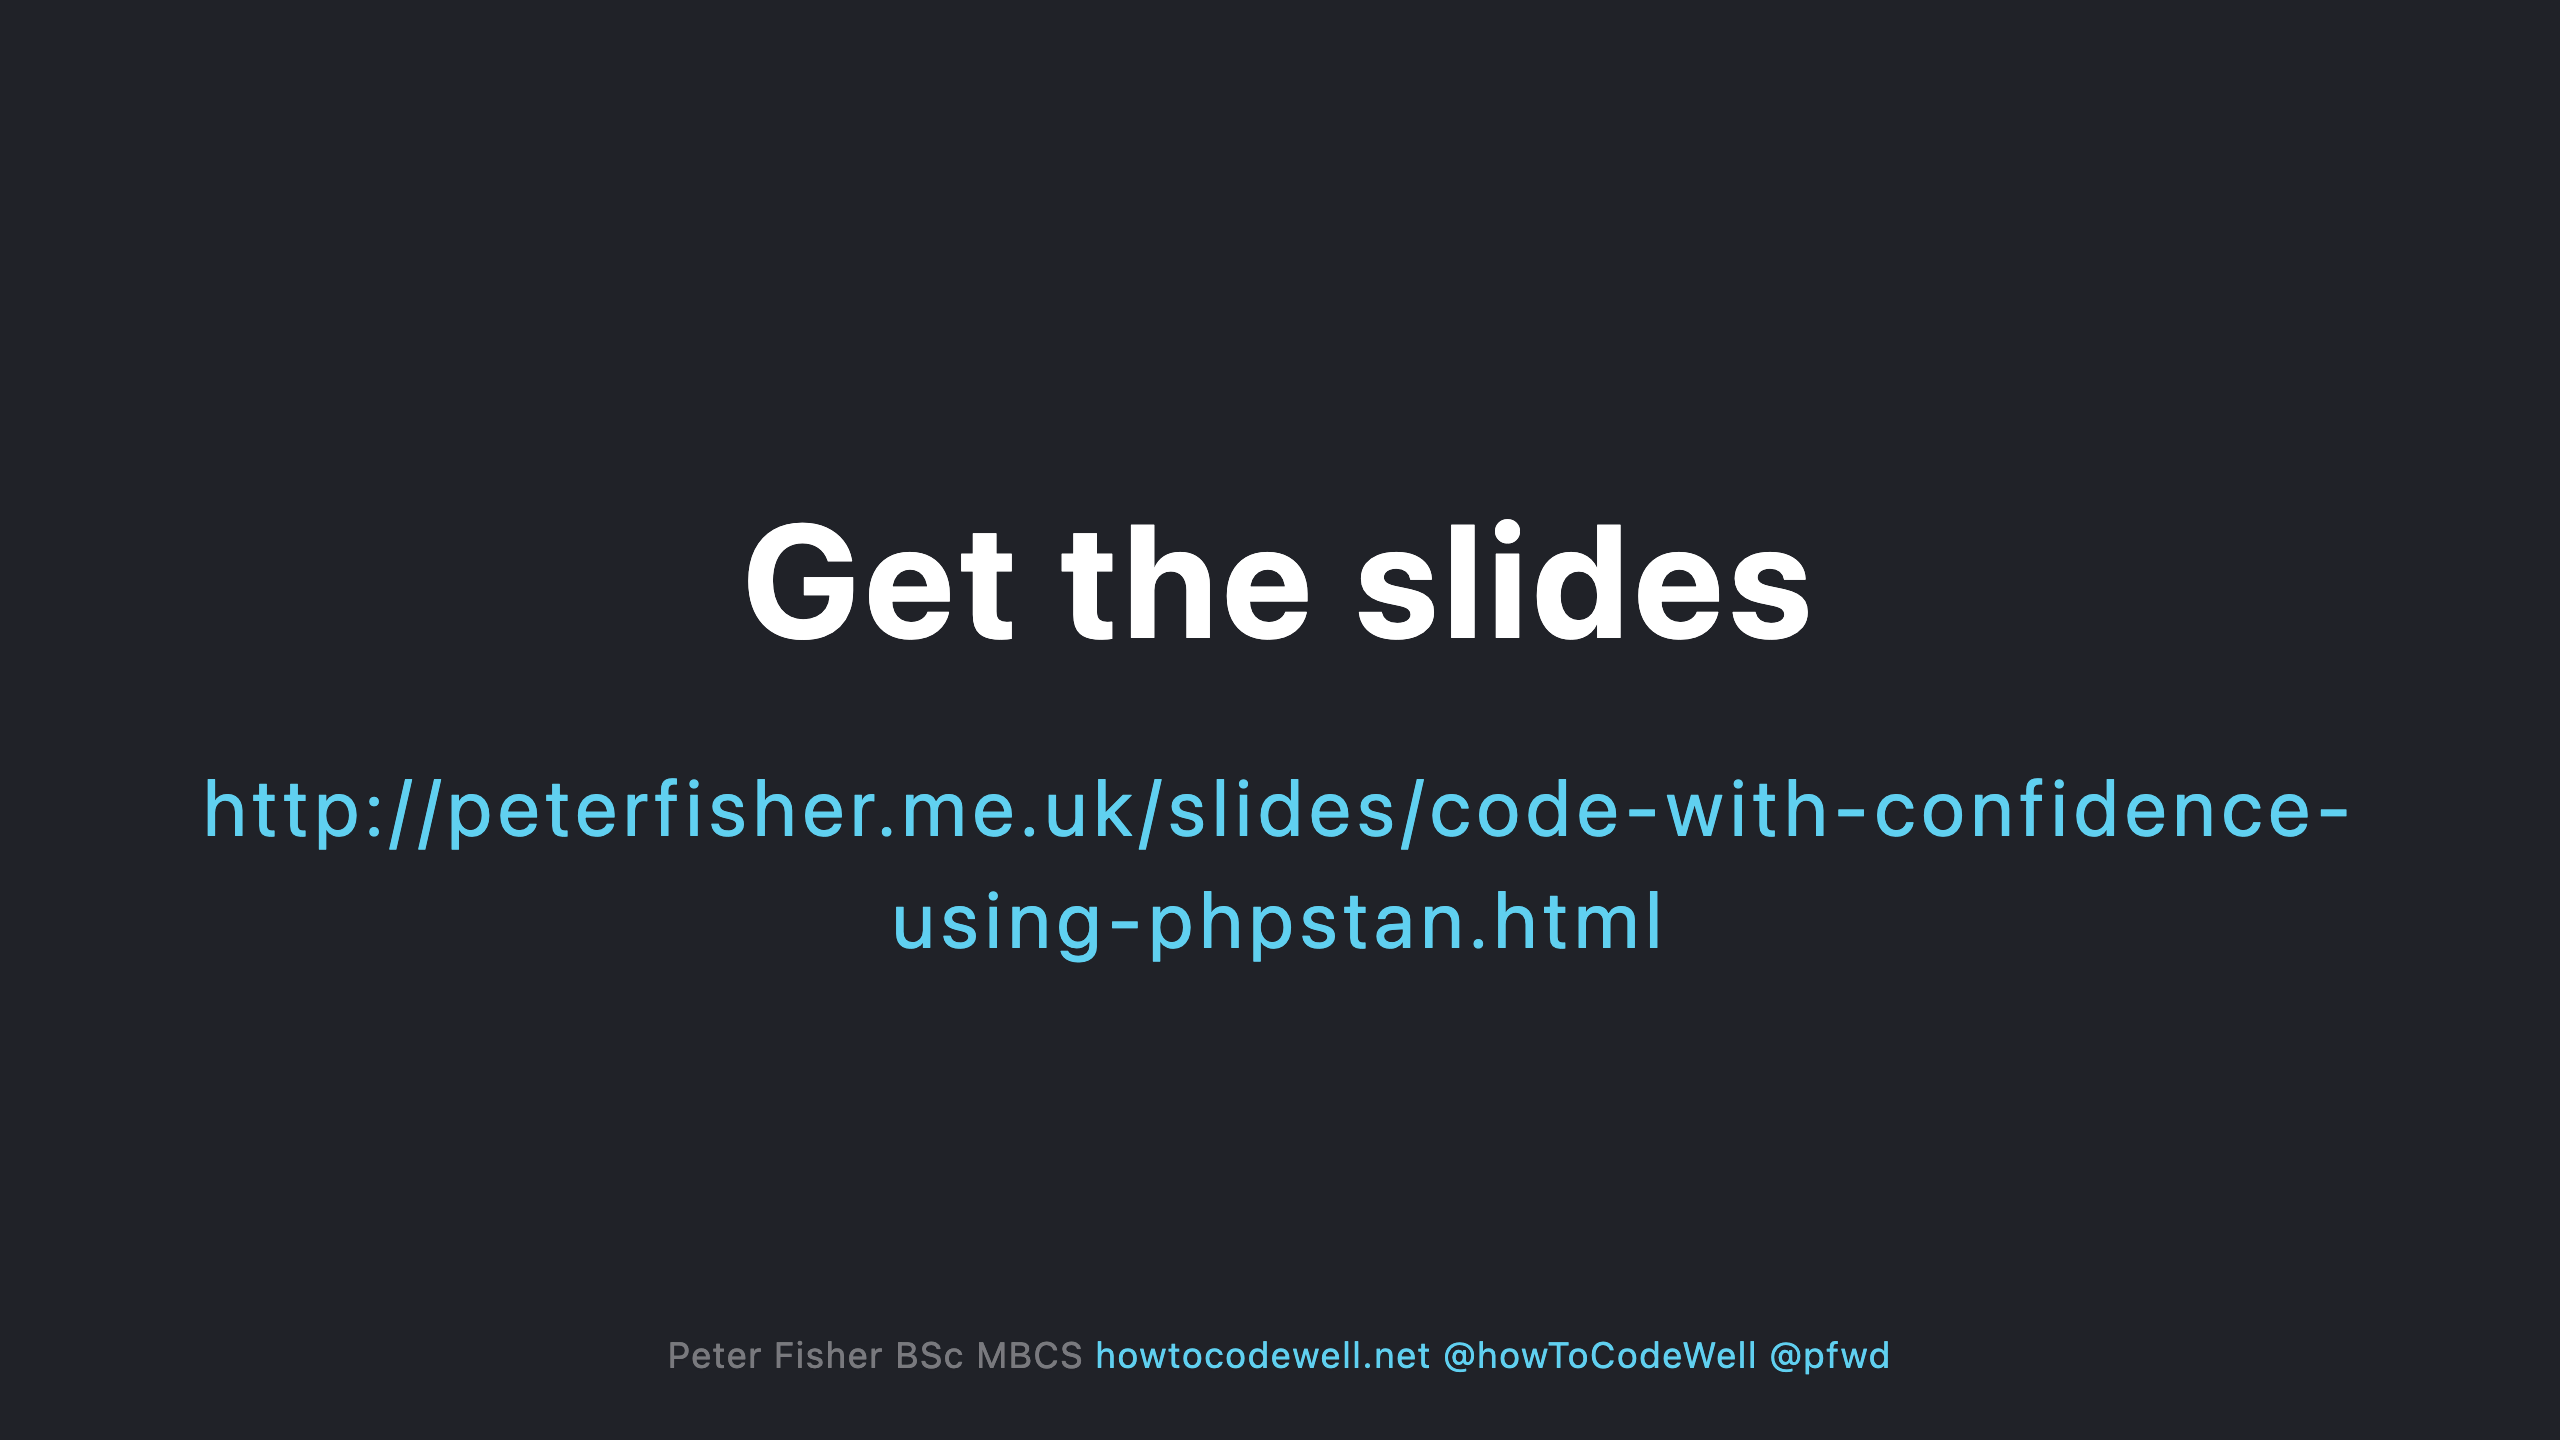 Get the slides
http://peterfisher.me.uk/slides/code-with-confidence-
using-phpstan.html
Peter Fisher BSc MBCS howtocodewell.net @howToCodeWell @pfwd